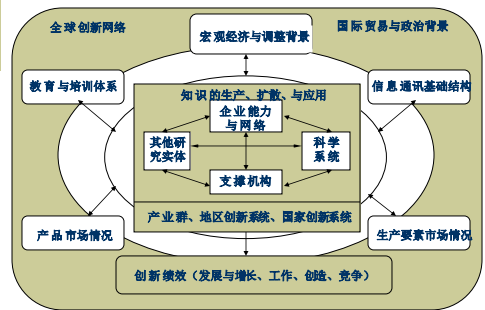 全球创新网络
国际贸易与政治背景
宏观经济与调整背景
教育与培训体系
信息通讯基础结构
知识的生产、扩散、与应用
企业能力
与网络
其他研
究实体
科学
系统
支撑机构
产业群、地区创新系统、国家创新系统
产品市场情况
生产要素市场情况
创新绩效（发展与增长、工作、创造、竞争）